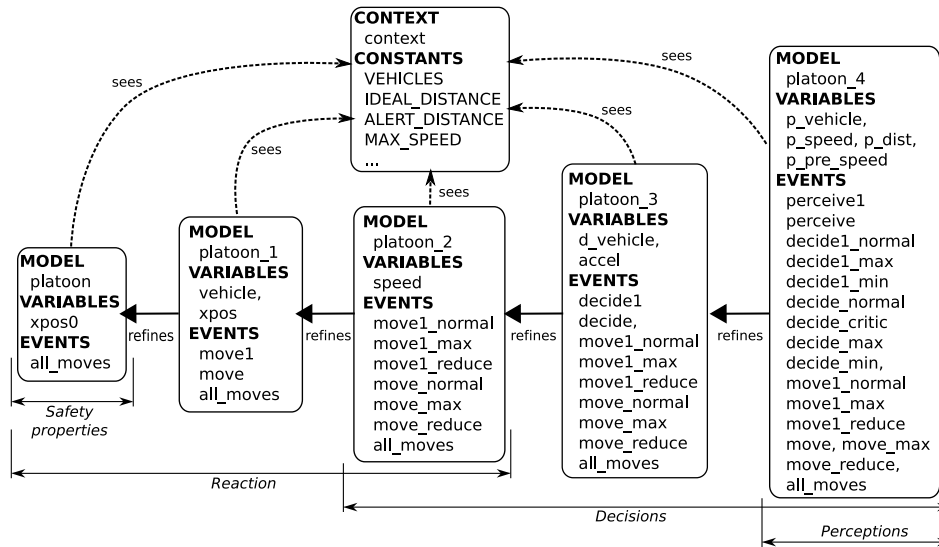 CONTEXT
context
CONSTANTS
VEHICLES
IDEAL_DISTANCE
ALERT_DISTANCE
MAX_SPEED
...
sees
sees
sees
sees
sees
MODEL
platoon
VARIABLES
xpos0
EVENTS
all_moves
refines
MODEL
platoon_1
VARIABLES
vehicle,
xpos
EVENTS
move1
move
all_moves
refines
MODEL
platoon_2
VARIABLES
speed
EVENTS
move1_normal
move1_max
move1_reduce
move_normal
move_max
move_reduce
all_moves
refines
MODEL
platoon_3
VARIABLES
d_vehicle,
accel
EVENTS
decide1
decide,
move1_normal
move1_max
move1_reduce
move_normal
move_max
move_reduce
all_moves
refines
MODEL
platoon_4
VARIABLES
p_vehicle,
p_speed, p_dist,
p_pre_speed
EVENTS
perceive1
perceive
decide1_normal
decide1_max
decide1_min
decide_normal
decide_critic
decide_max
decide_min,
move1_normal
move1_max
move1_reduce
move, move_max
move_reduce,
all_moves
Safety
properties
Reaction
Decisions
Perceptions